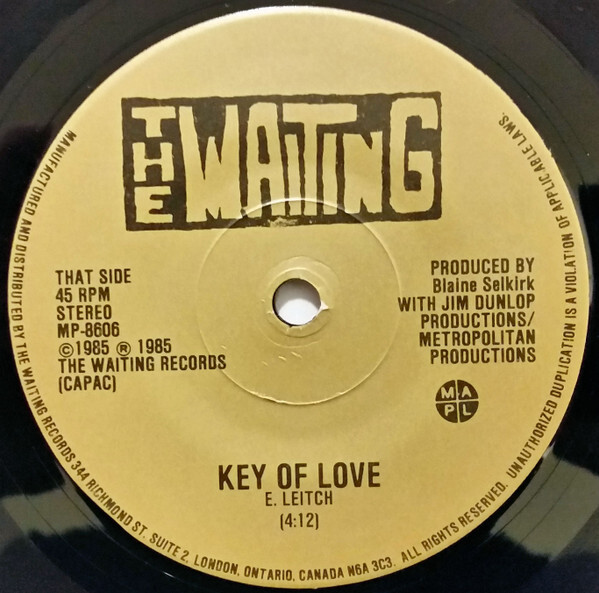 THE WAITING
THAT SIDE
45 RPM
STEREO
MP-8606
©1985 ℗ 1985
THE WAITING RECORDS
(CAPAC)
PRODUCED BY
Blaine Selkirk
WITH JIM DUNLOP
PRODUCTIONS/
METROPOLITAN
PRODUCTIONS
M A
P L
KEY OF LOVE
E. LEITCH
(4:12)
MANUFACTURED AND DISTRIBUTED BY THE WAITING RECORDS 344 RICHMOND ST. SUITE 2, LONDON, ONTARIO, CANADA N6A 3C3. ALL RIGHTS RESERVED. UNAUTHORIZED DUPLICATION IS A VIOLATION OF APPLICABLE LAWS.